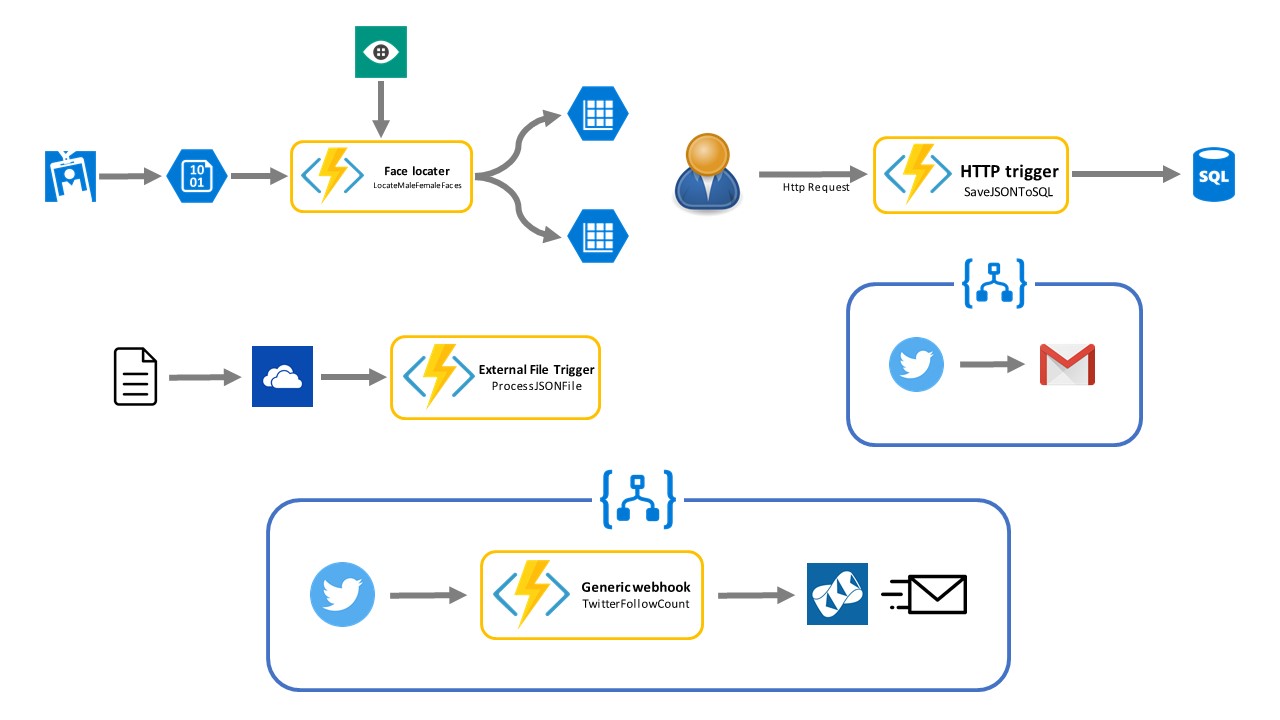 10
01
Face locater
LocateMaleFemaleFaces
Http Request
HTTP trigger
SaveJSONToSQL
SQL
External File Trigger
ProcessJSONFile
Generic webhook
TwitterFollowCount